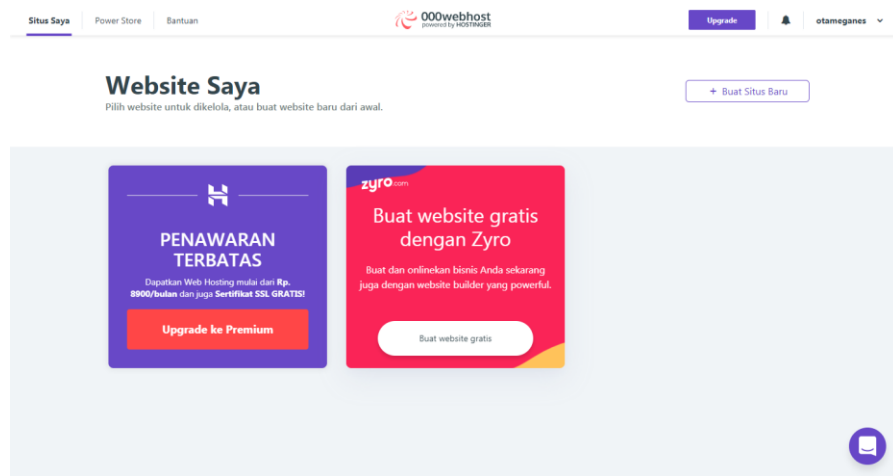 Situs Saya
Power Store
Bantuan
000webhost
powered by HOSTINGER
Upgrade
otameganes
Website Saya
Pilih website untuk dikelola, atau buat website baru dari awal.
+ Buat Situs Baru
PENAWARAN
TERBATAS
Dapatkan Web Hosting mulai dari Rp.
8900/bulan dan juga Sertifikat SSL GRATIS!
Upgrade ke Premium
zyro.com
Buat website gratis
dengan Zyro
Buat dan onlinekan bisnis Anda sekarang
juga dengan website builder yang powerful.
Buat website gratis